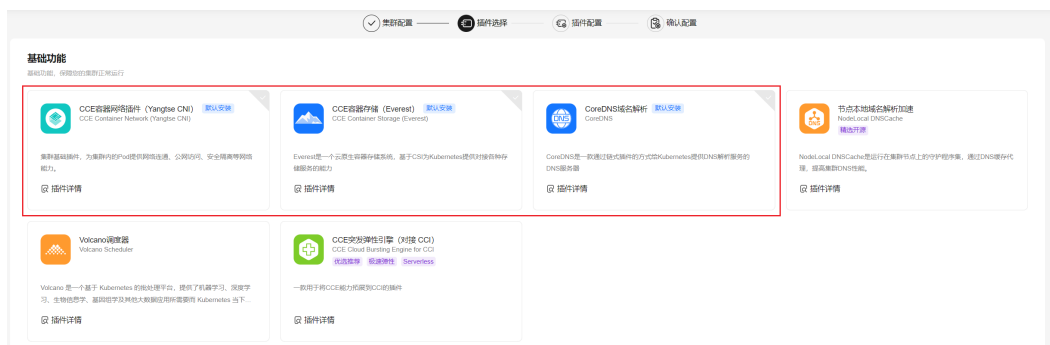 集群配置
插件选择
插件配置
确认配置
基础功能
基础功能，保障您的集群正常运行
CCE容器网络插件（Yangtse CNI） 默认安装
CCE Container Network (Yangtse CNI)
集群基础插件，为集群内的Pod提供网络连通、公网访问、安全隔离等网络
能力。
插件详情
CCE容器存储（Everest） 默认安装
CCE Container Storage (Everest)
Everest是一个云原生容器存储系统，基于CSI为Kubernetes提供对接各种存
储服务的能力
插件详情
CoreDNS域名解析 默认安装
CoreDNS
DNS
CoreDNS是一款通过链式插件的方式给Kubernetes提供DNS解析服务的
DNS服务器
插件详情
节点本地域名解析加速
NodeLocal DNSCache
精选开源
DNS
NodeLocal DNSCache是运行在集群节点上的守护程序集，通过DNS缓存代
理，提高集群DNS性能。
插件详情
Volcano调度器
Volcano Scheduler
Volcano 是一个基于 Kubernetes 的批处理平台，提供了机器学习、深度学
习、生物信息学、基因组学及其他大数据应用所需要而 Kubernetes 当下...
插件详情
CCE突发弹性引擎（对接 CCI）
CCE Cloud Bursting Engine for CCI
优选推荐 极速弹性 Serverless
一款用于将CCE能力拓展到CCI的插件
插件详情